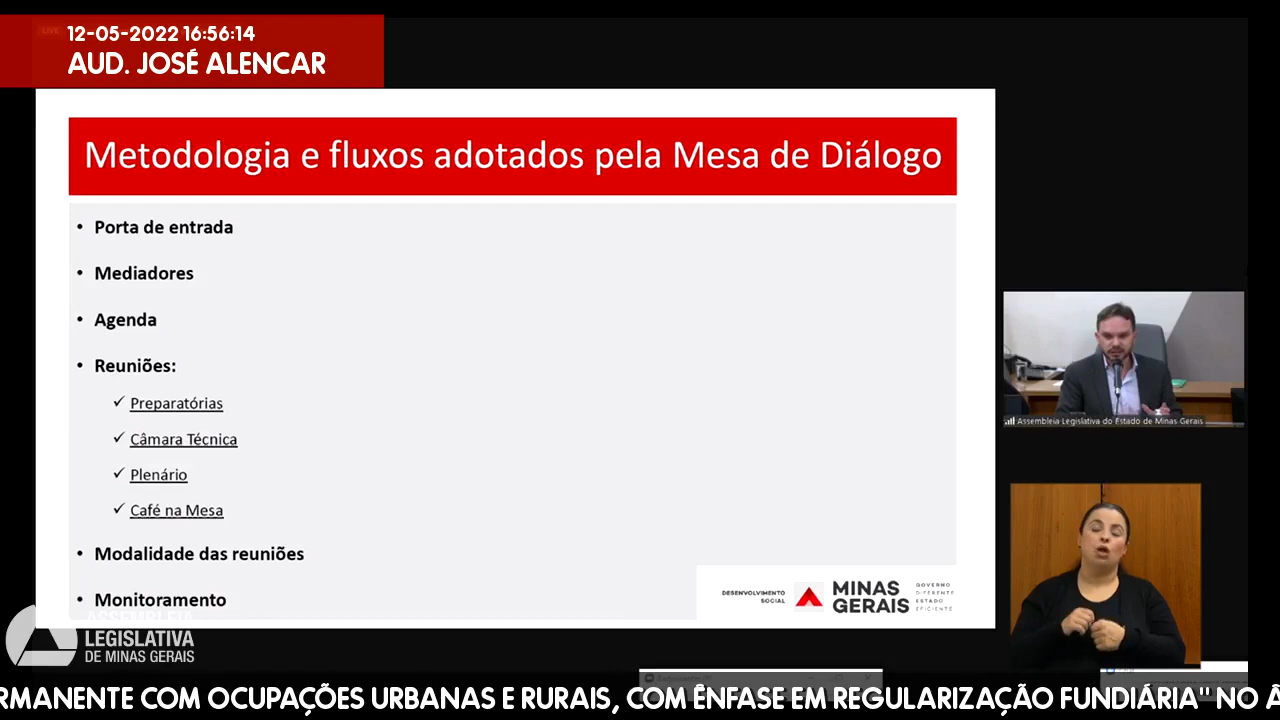 12-05-2022 16:56:14
AUD. JOSÉ ALENCAR
Metodologia e fluxos adotados pela Mesa de Diálogo
• Porta de entrada
• Mediadores
• Agenda
• Reuniões:
✓ Preparatórias
✓ Câmara Técnica
✓ Plenário
✓ Café na Mesa
• Modalidade das reuniões
• Monitoramento
DESENVOLVIMENTO
SOCIAL
MINAS
GERAIS
GOVERNO
DIFERENTE
ESTADO
EFICIENTE
Assembleia Legislativa do Estado de Minas Gerais
ASSEMBLEIA
LEGISLATIVA
DE MINAS GERAIS
RMANENTE COM OCUPAÇÕES URBANAS E RURAIS, COM ÊNFASE EM REGULARIZAÇÃO FUNDIÁRIA" NO Â